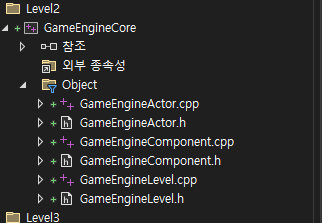 Level2
GameEngineCore
참조
외부 종속성
Object
GameEngineActor.cpp
GameEngineActor.h
GameEngineComponent.cpp
GameEngineComponent.h
GameEngineLevel.cpp
GameEngineLevel.h
Level3